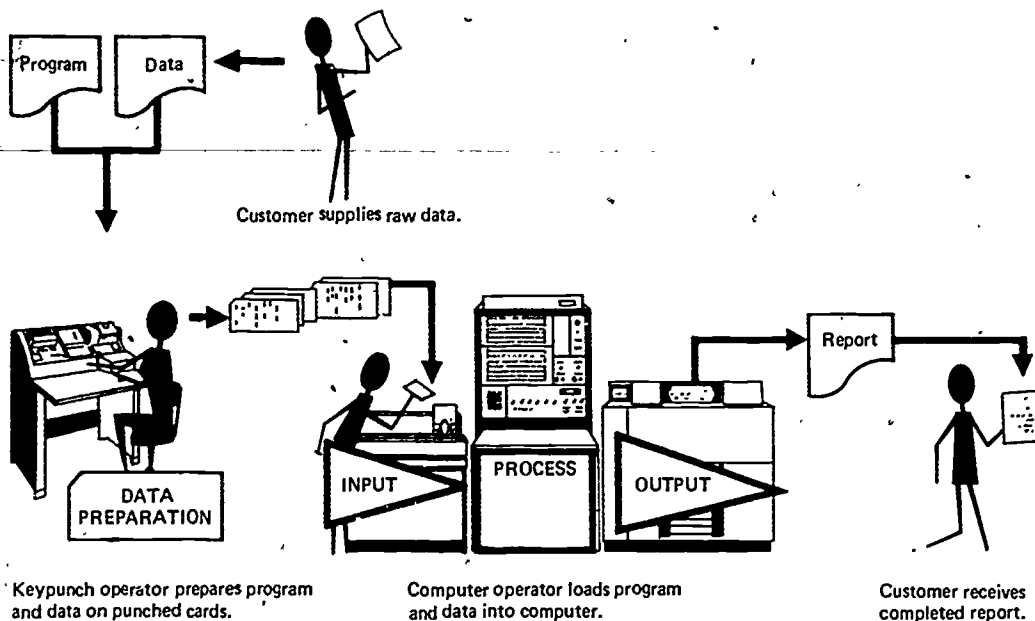 Program
Data
Customer supplies raw data.
DATA
PREPARATION
INPUT
PROCESS
OUTPUT
Report
Keypunch operator prepares program
and data on punched cards.
Computer operator loads program
and data into computer.
Customer receives
completed report.